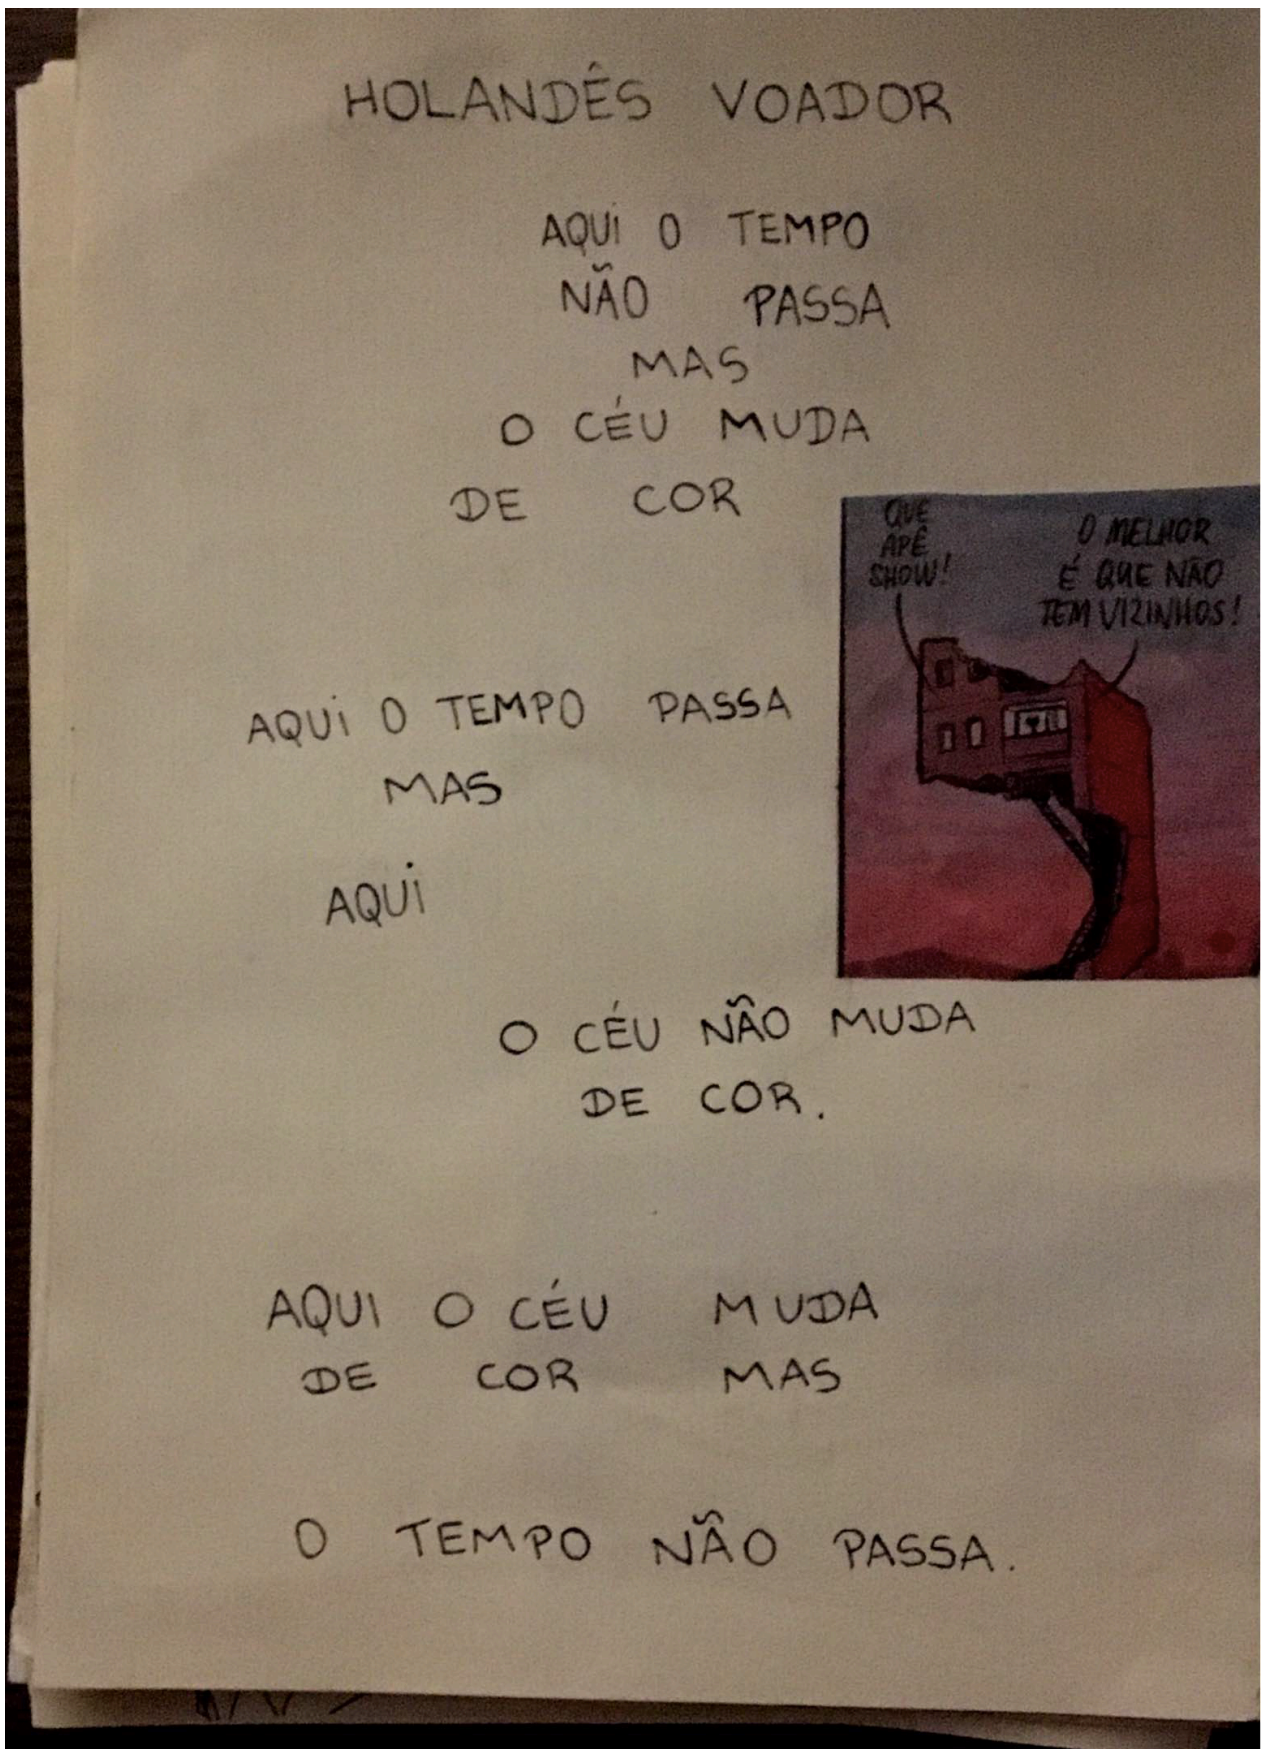 HOLANDÊS VOADOR
AQUI O TEMPO
NÃO PASSA
MAS
O CÉU MUDA
DE COR
QUE
APÊ
SHOW!
O MELHOR
É QUE NÃO
TEM VIZINHOS!
AQUI O TEMPO PASSA
MAS
AQUI
O CÉU NÃO MUDA
DE COR.
AQUI O CÉU MUDA
DE COR MAS
O TEMPO NÃO PASSA.